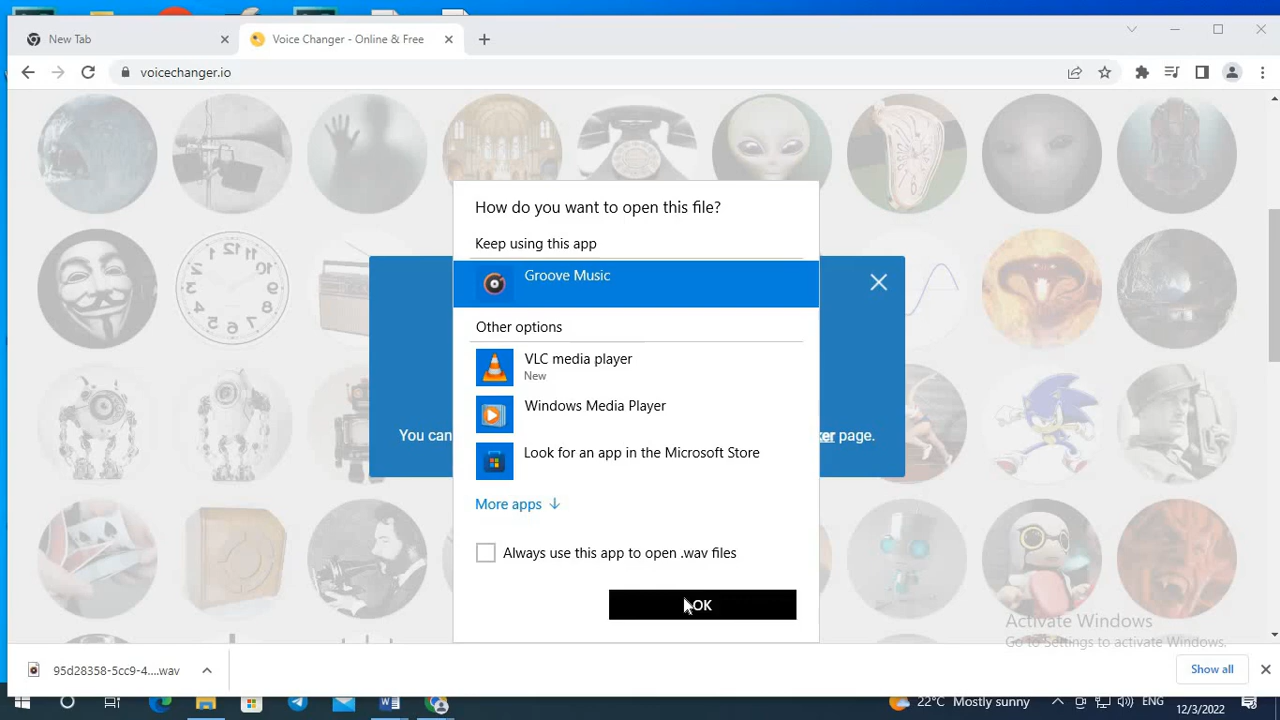 New Tab
Voice Changer - Online & Free
voicechanger.io
How do you want to open this file?
Keep using this app
Groove Music
Other options
VLC media player
New
Windows Media Player
Look for an app in the Microsoft Store
You can
ker page.
More apps
Always use this app to open .wav files
OK
Activate Windows
Go to Settings to activate Windows.
95d28358-5cc9-4....wav
Show all
22°C Mostly sunny
ENG
12/3/2022